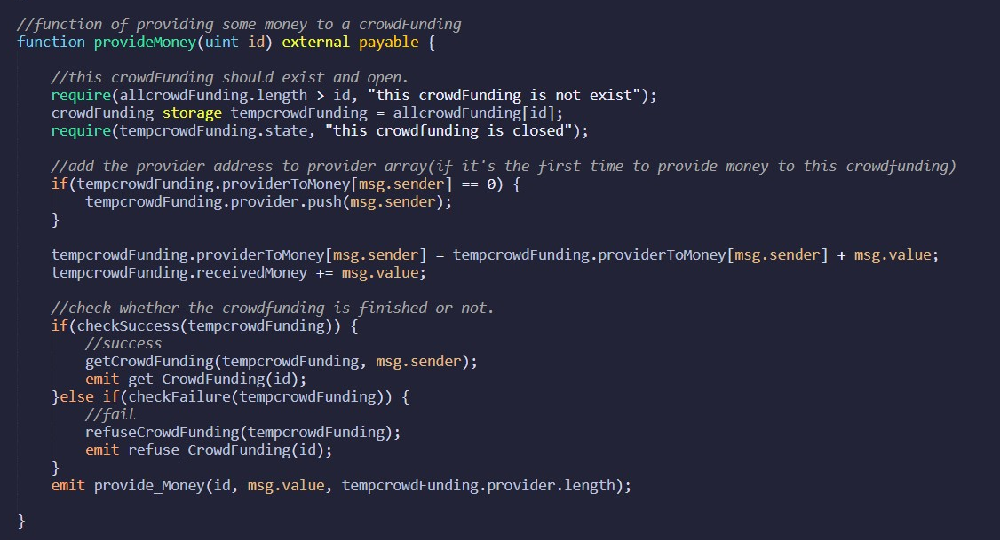 //function of providing some money to a crowdFunding
function provideMoney(uint id) external payable {
//this crowdFunding should exist and open.
require(allcrowdFunding.length > id, "this crowdFunding is not exist");
crowdFunding storage tempcrowdFunding = allcrowdFunding[id];
require(tempcrowdFunding.state, "this crowdfunding is closed");
//add the provider address to provider array(if it's the first time to provide money to this crowdfunding)
if(tempcrowdFunding.providerToMoney[msg.sender] == 0) {
tempcrowdFunding.provider.push(msg.sender);
}
tempcrowdFunding.providerToMoney[msg.sender] = tempcrowdFunding.providerToMoney[msg.sender] + msg.value;
tempcrowdFunding.receivedMoney += msg.value;
//check whether the crowdfunding is finished or not.
if(checkSuccess(tempcrowdFunding)) {
//success
getCrowdFunding(tempcrowdFunding, msg.sender);
emit get_CrowdFunding(id);
}else if(checkFailure(tempcrowdFunding)) {
//fail
refuseCrowdFunding(tempcrowdFunding);
emit refuse_CrowdFunding(id);
}
emit provide_Money(id, msg.value, tempcrowdFunding.provider.length);
}